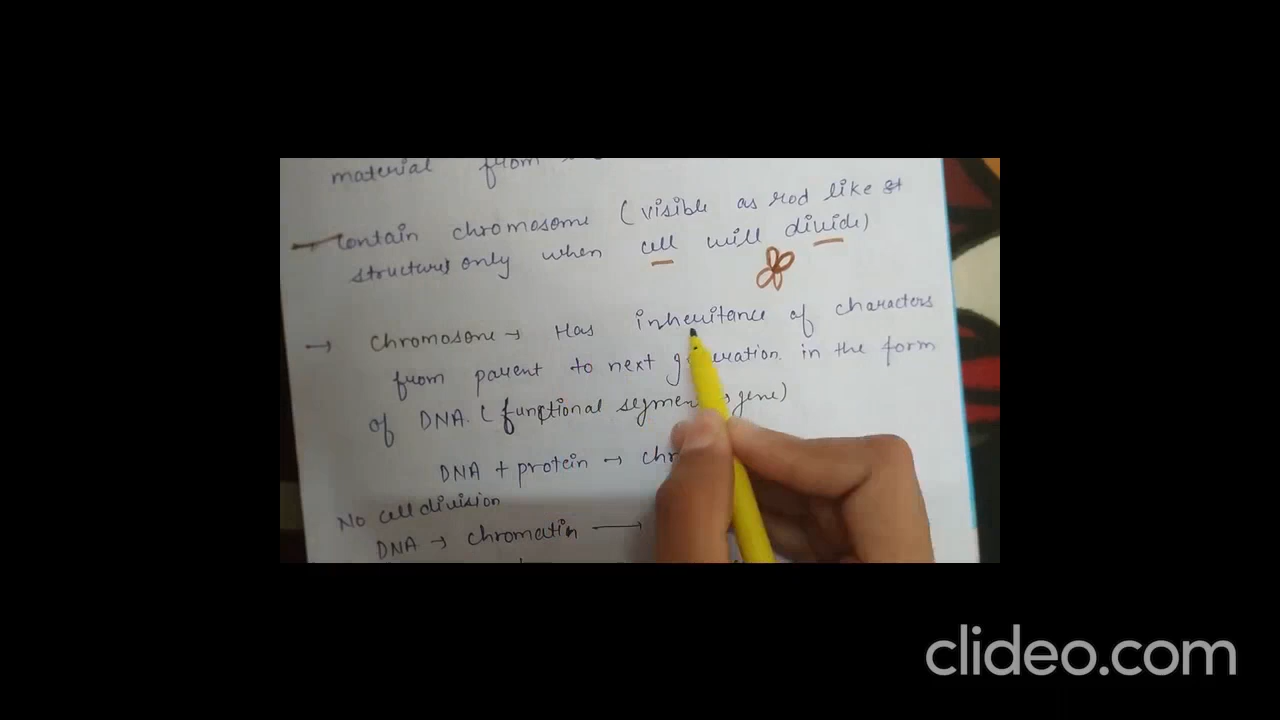 material from
contain chromosome (visible as rod like st
structures only when cell will divide)
→ chromosone → Has inheritance of characters
from parent to next generation in the form
of DNA. (functional segment → gene)
DNA + protein →
No cell division
DNA → chromatin →
clideo.com